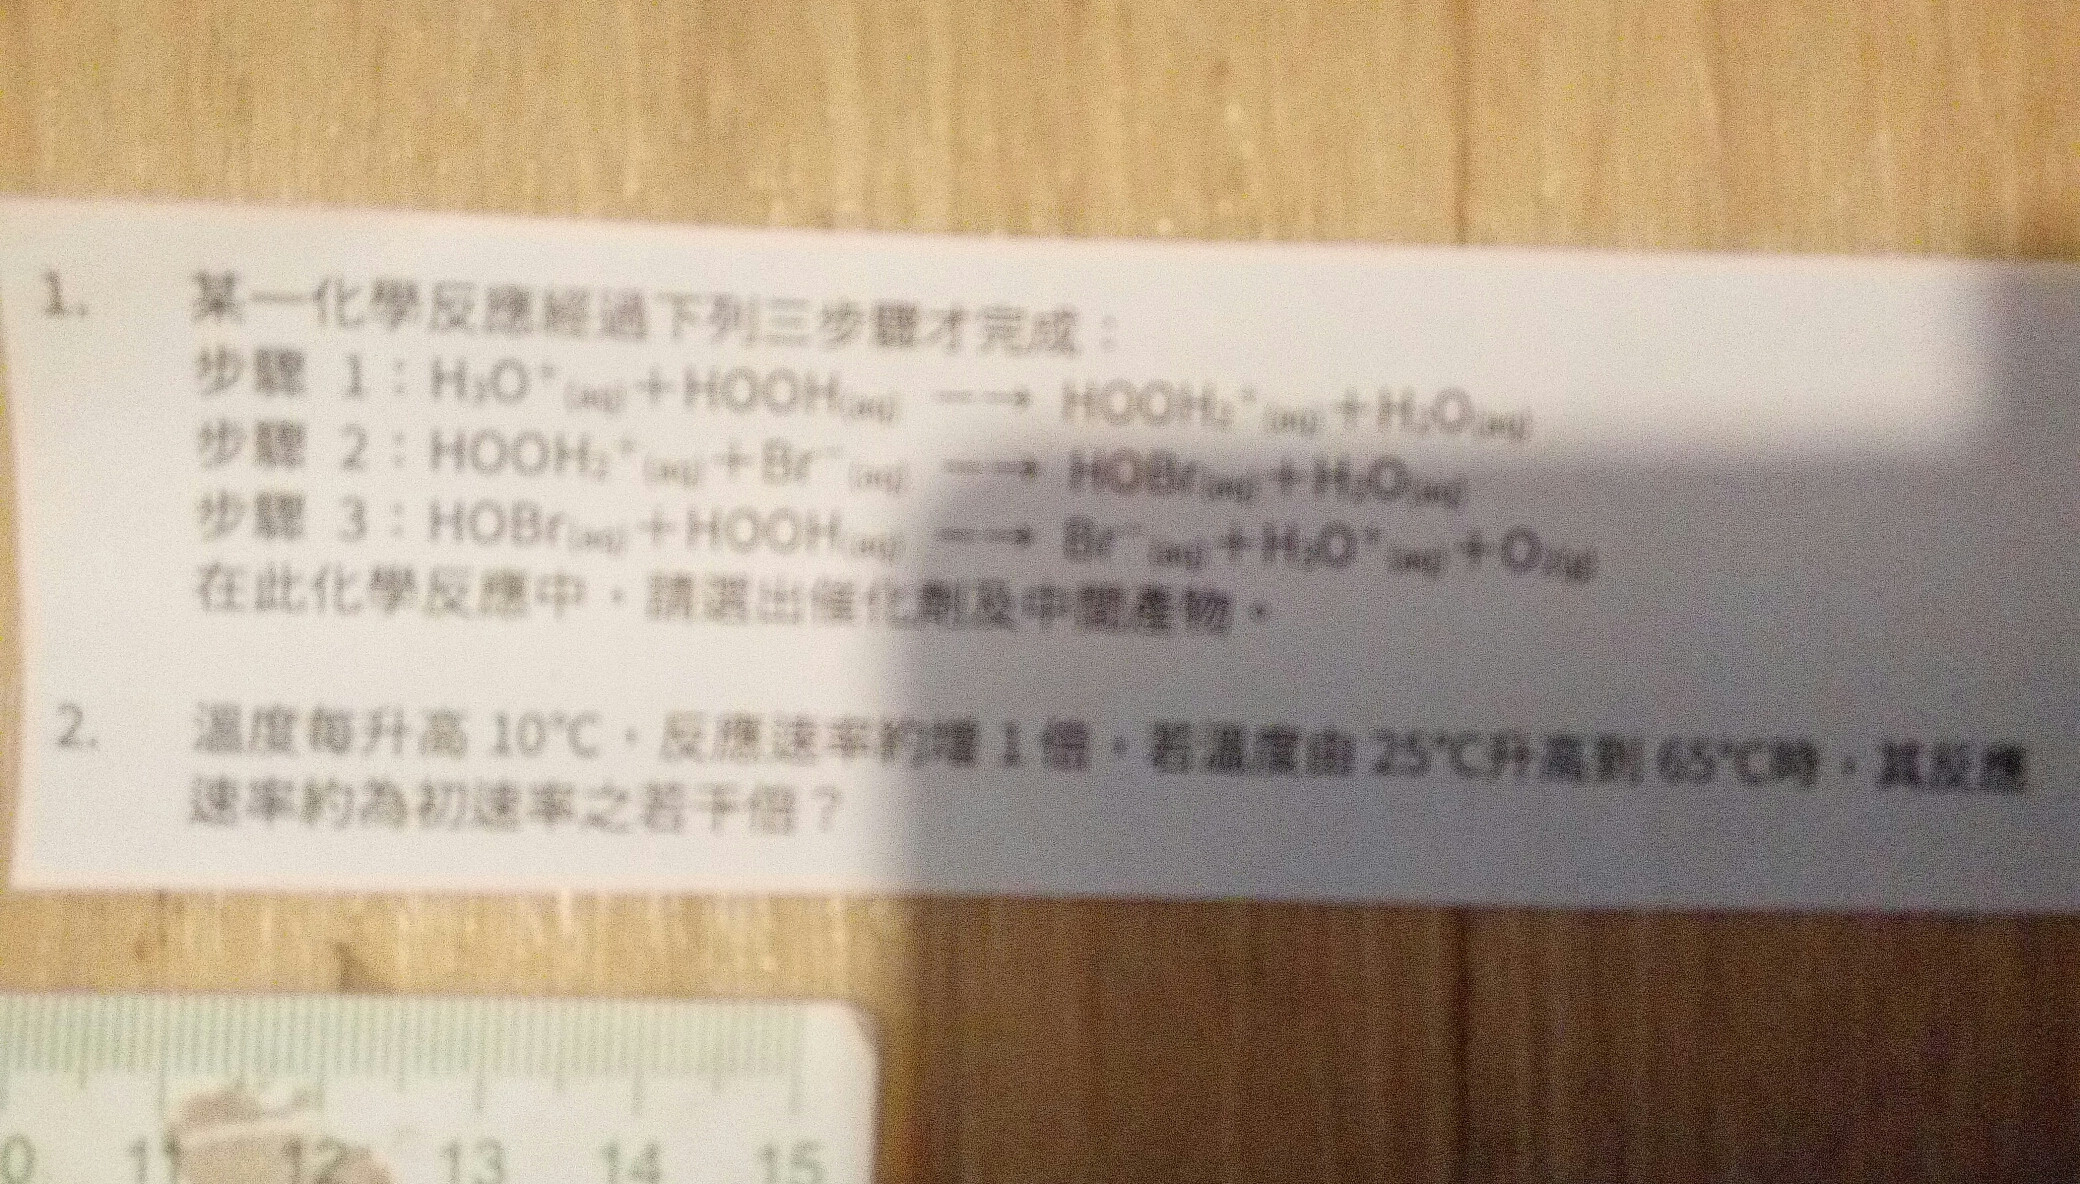 1. 某一化學反應經過下列三步驟才完成：
步驟 1：H₃O⁺(aq)+HOOH(aq) ─→ HOOH₂⁺(aq)+H₂O(aq)
步驟 2：HOOH₂⁺(aq)+Br⁻(aq) ─→ HOBr(aq)+H₂O(aq)
步驟 3：HOBr(aq)+HOOH(aq) ─→ Br⁻(aq)+H₃O⁺(aq)+O₂(g)
在此化學反應中，請選出催化劑及中間產物。
2. 溫度每升高 10℃，反應速率約增 1 倍，若溫度由 25℃升高到 65℃時，其反應
速率約為初速率之若干倍？
0 11 12 13 14 15